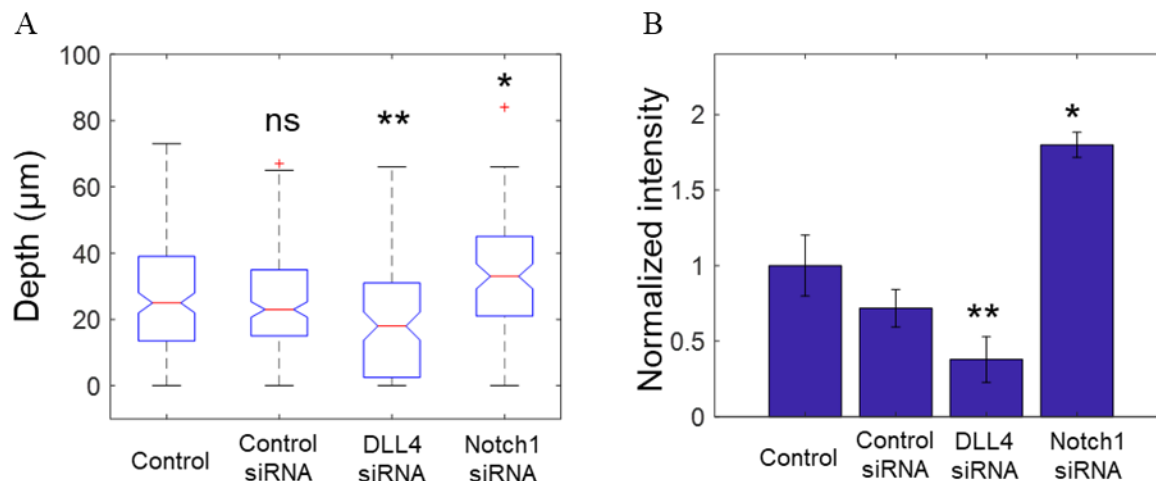 A
Depth (μm)
100
80
60
40
20
0
ns
**
*
Control
Control
siRNA
DLL4
siRNA
Notch1
siRNA
B
Normalized intensity
2
1.5
1
0.5
0
**
*
Control
Control
siRNA
DLL4
siRNA
Notch1
siRNA